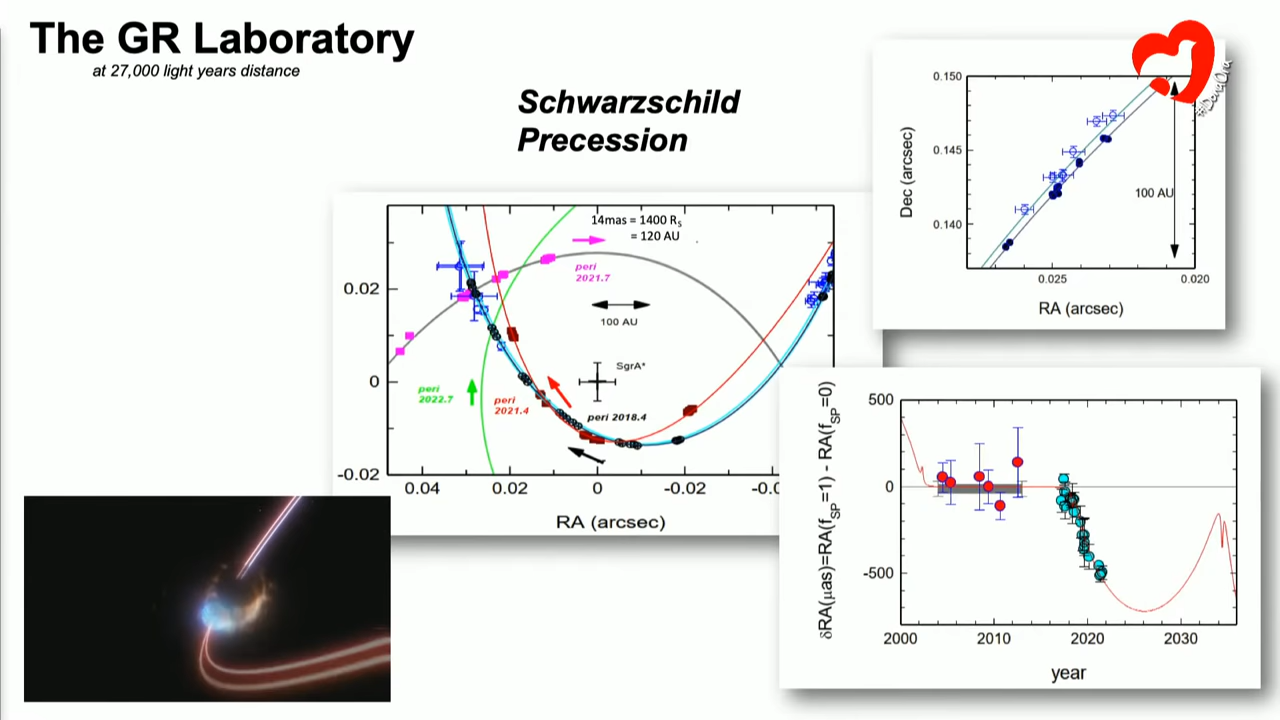 The GR Laboratory
at 27,000 light years distance
Schwarzschild
Precession
14mas = 1400 RS
= 120 AU
peri
2021.7
100 AU
SgrA*
peri
2022.7
peri
2021.4
peri 2018.4
0.02
0
-0.02
0.04
0.02
0
-0.02
-0.0
RA (arcsec)
0.150
0.145
0.140
Dec (arcsec)
100 AU
0.025
0.020
RA (arcsec)
#DonyOru
500
0
-500
δRA(μas)=RA(fSP=1) - RA(fSP=0)
2000
2010
2020
2030
year